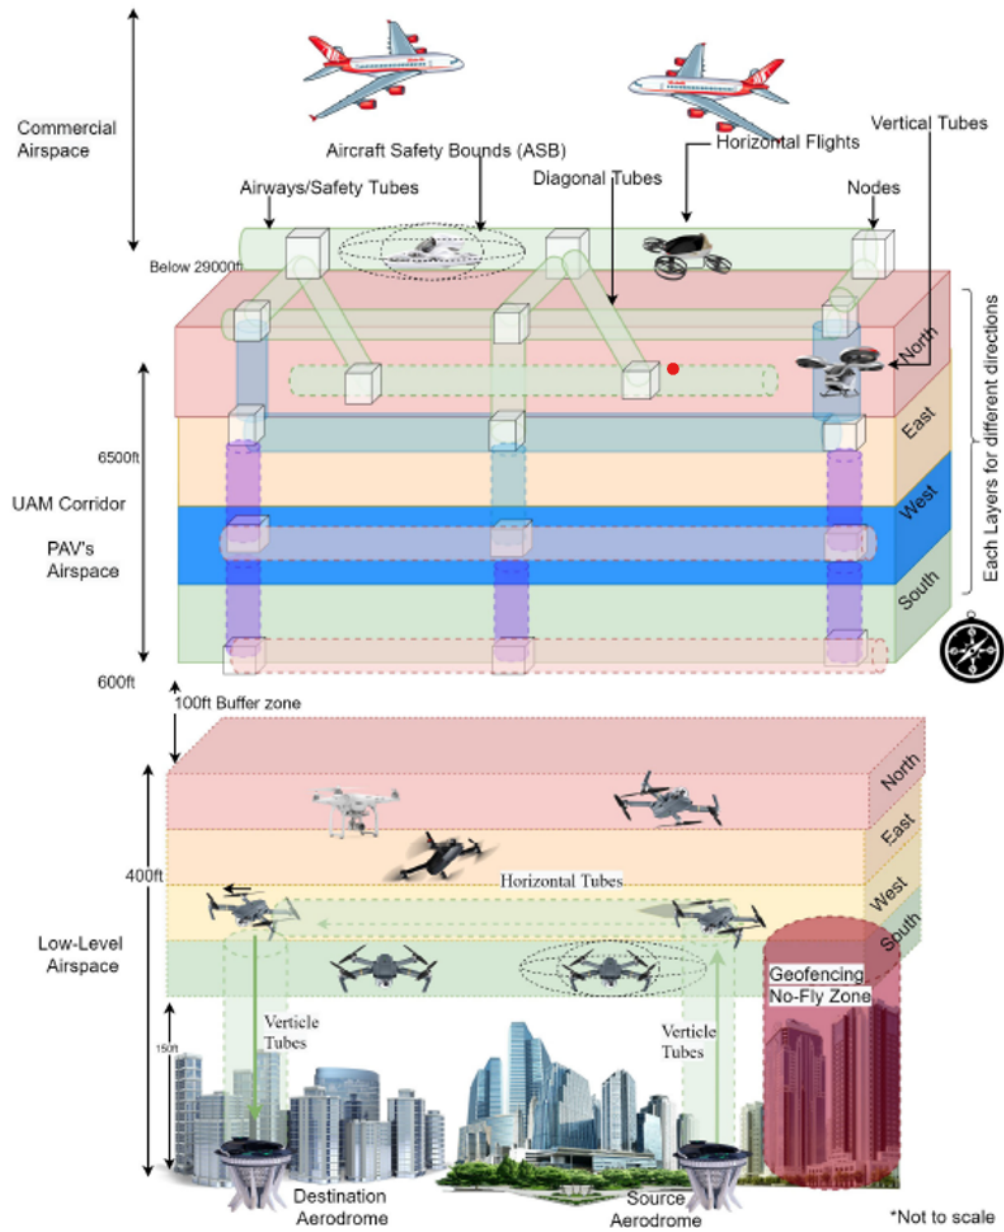 Commercial
Airspace
Vertical Tubes
Horizontal Flights
Aircraft Safety Bounds (ASB)
Diagonal Tubes
Airways/Safety Tubes
Nodes
Below 29000ft
North
East
West
South
Each Layers for different directions
6500ft
UAM Corridor
PAV's
Airspace
600ft
100ft Buffer zone
North
East
West
South
400ft
Horizontal Tubes
Low-Level
Airspace
Geofencing
No-Fly Zone
150ft
Verticle
Tubes
Verticle
Tubes
Destination
Aerodrome
Source
Aerodrome
*Not to scale